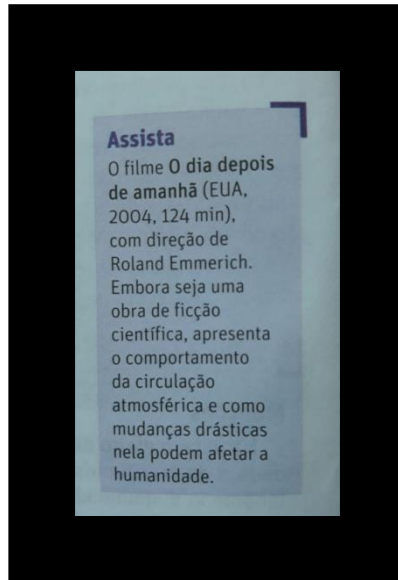 Assista
O filme O dia depois
de amanhã (EUA,
2004, 124 min),
com direção de
Roland Emmerich.
Embora seja uma
obra de ficção
científica, apresenta
o comportamento
da circulação
atmosférica e como
mudanças drásticas
nela podem afetar a
humanidade.